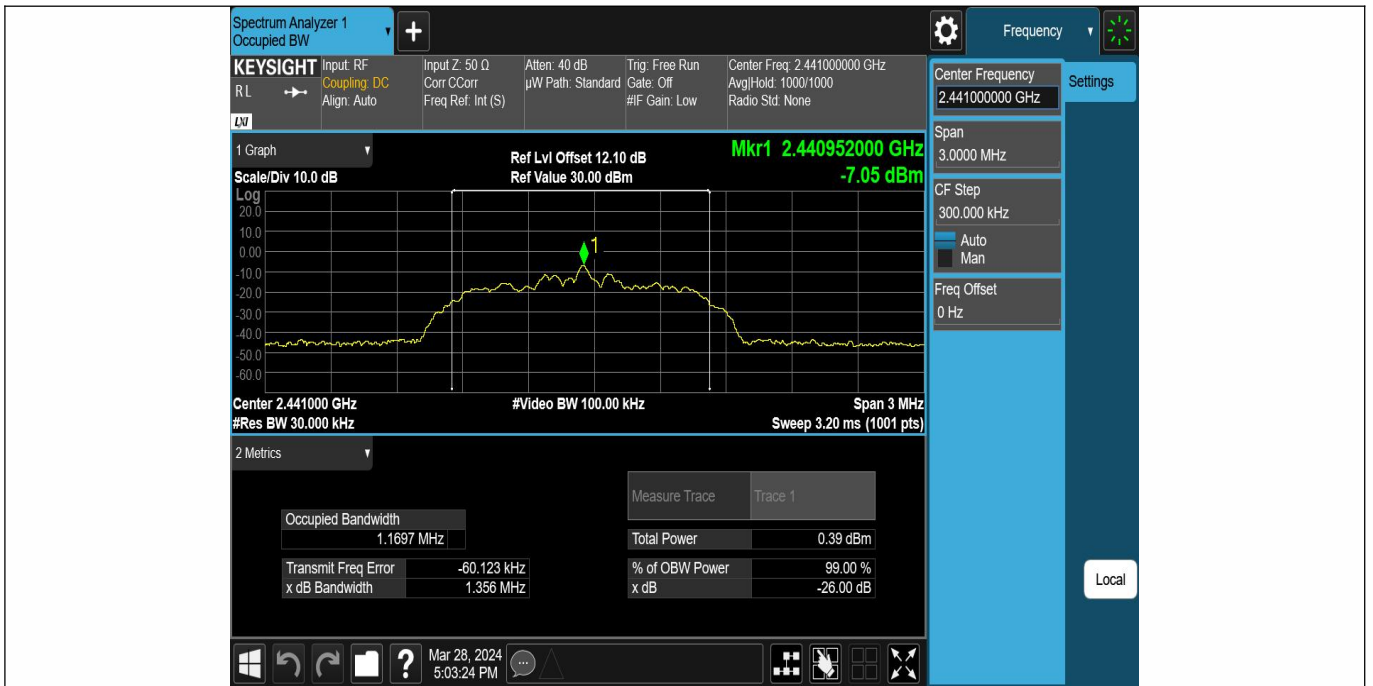 Spectrum Analyzer 1
Occupied BW
+
Frequency
KEYSIGHT
RL
LXI
Input: RF
Coupling: DC
Align: Auto
Input Z: 50 Ω
Corr CCorr
Freq Ref: Int (S)
Atten: 40 dB
µW Path: Standard
Trig: Free Run
Gate: Off
#IF Gain: Low
Center Freq: 2.441000000 GHz
Avg|Hold: 1000/1000
Radio Std: None
Center Frequency
2.441000000 GHz
Settings
Span
3.0000 MHz
CF Step
300.000 kHz
Auto
Man
Freq Offset
0 Hz
Local
1 Graph
Scale/Div 10.0 dB
Ref Lvl Offset 12.10 dB
Ref Value 30.00 dBm
Mkr1 2.440952000 GHz
-7.05 dBm
Log
20.0
10.0
0.00
-10.0
-20.0
-30.0
-40.0
-50.0
-60.0
1
Center 2.441000 GHz
#Video BW 100.00 kHz
Span 3 MHz
#Res BW 30.000 kHz
Sweep 3.20 ms (1001 pts)
2 Metrics
Measure Trace
Trace 1
Occupied Bandwidth
1.1697 MHz
Total Power
0.39 dBm
Transmit Freq Error
-60.123 kHz
% of OBW Power
99.00 %
x dB Bandwidth
1.356 MHz
x dB
-26.00 dB
?
Mar 28, 2024
5:03:24 PM